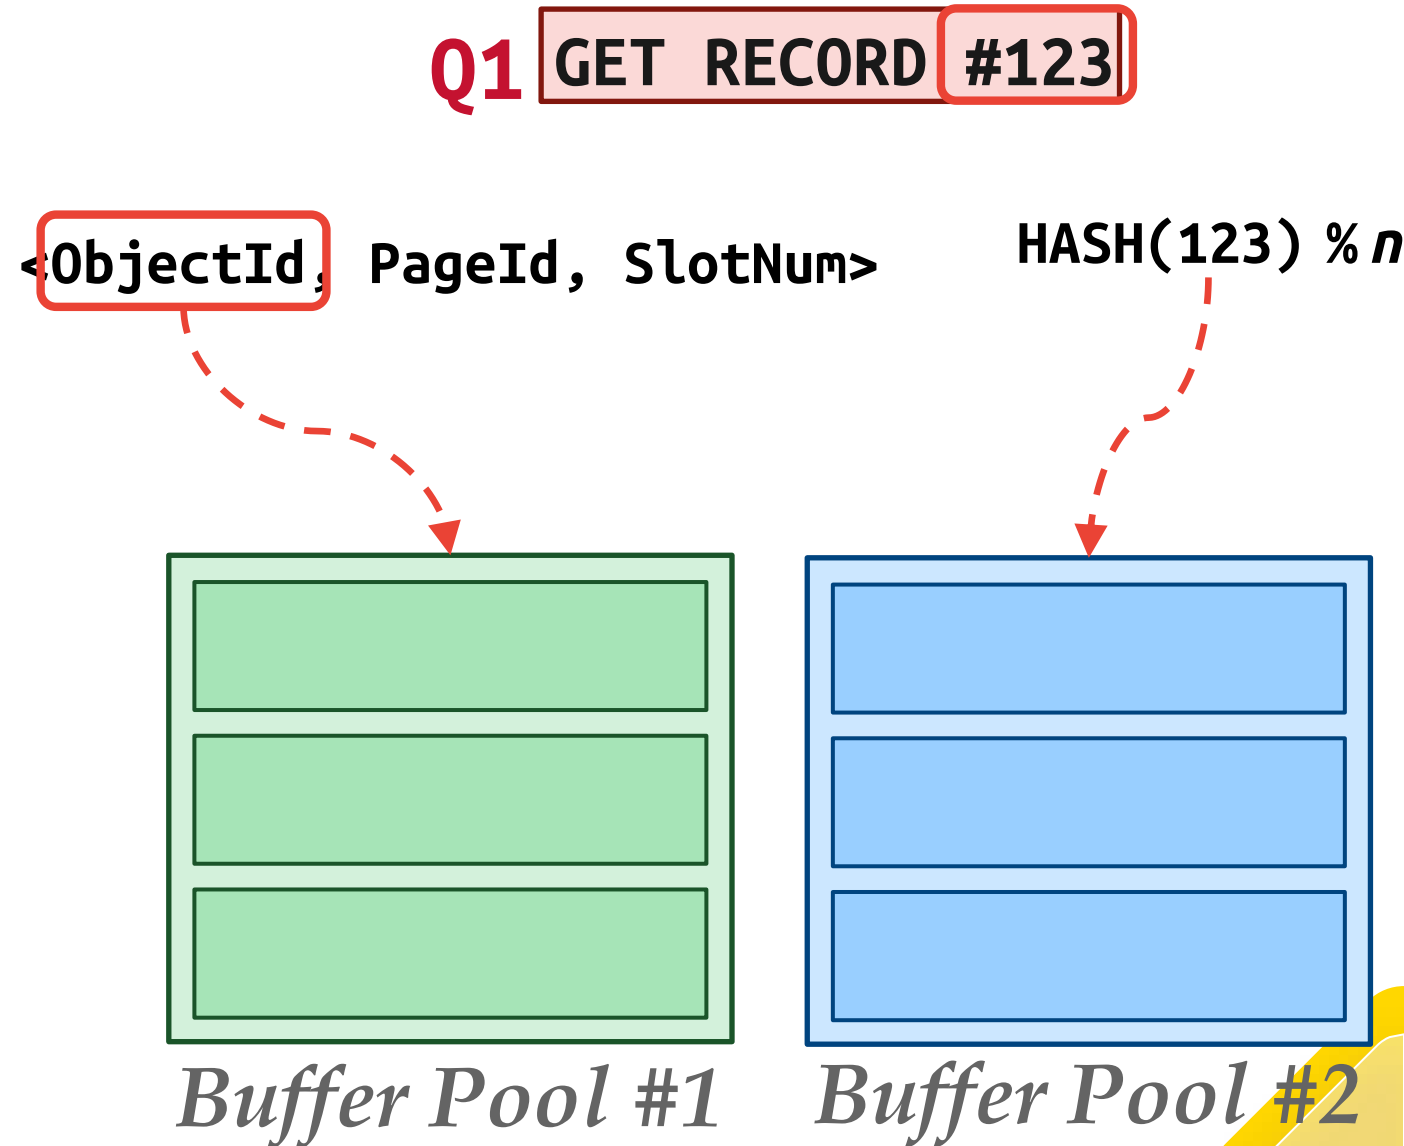 Q1 GET RECORD #123
<ObjectId, PageId, SlotNum>
HASH(123) % n
Buffer Pool #1
Buffer Pool #2